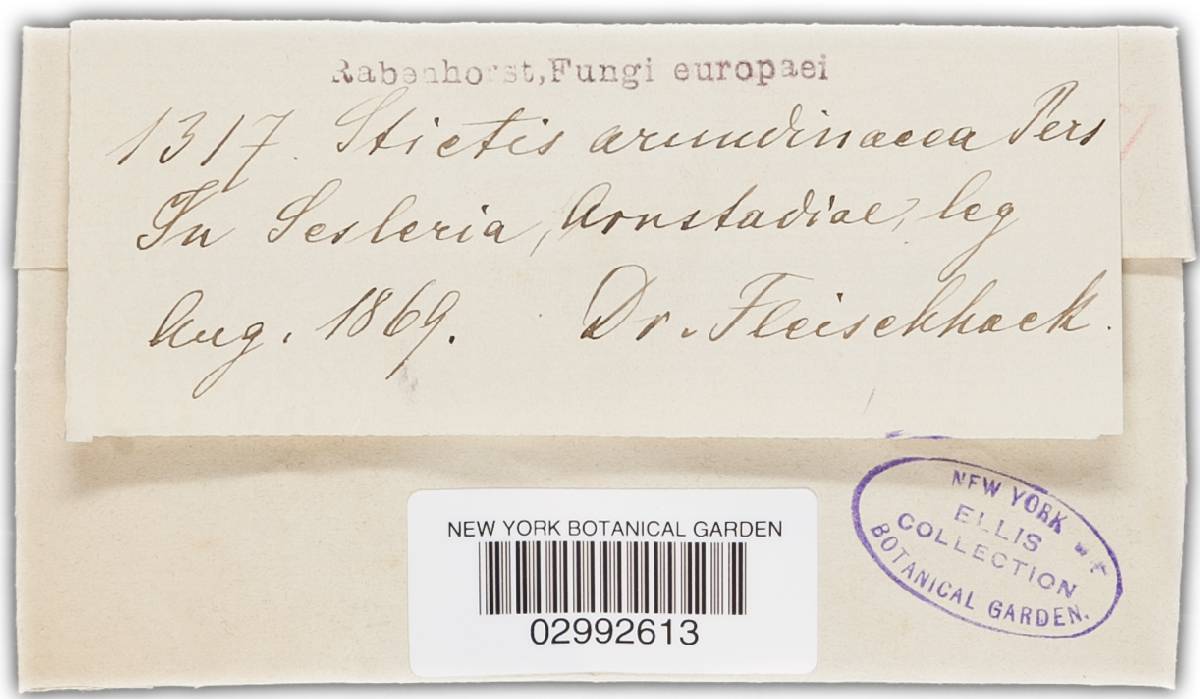 Rabenhorst, Fungi europaei
1317. Stictis arundinacea Pers
In Sesleria, Arnstadiae, leg
Aug. 1869. Dr. Fleischhack.
NEW YORK
ELLIS
COLLECTION
BOTANICAL GARDEN.
NEW YORK BOTANICAL GARDEN
02992613